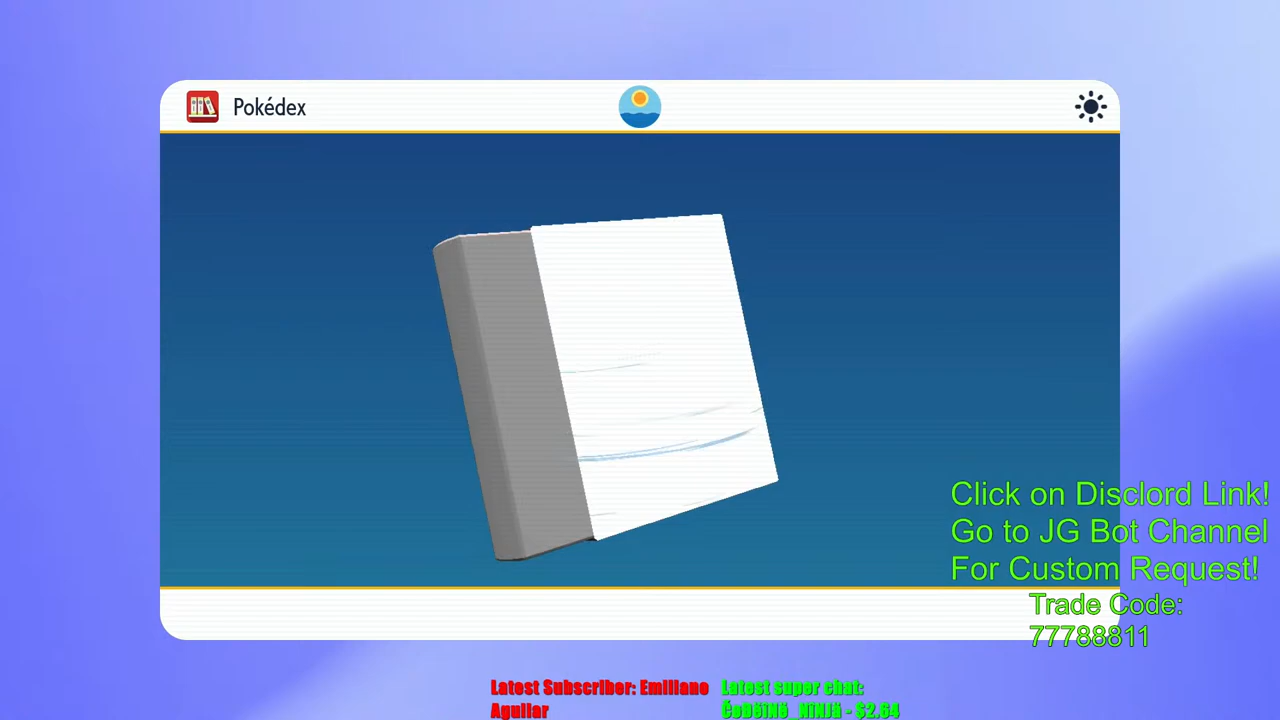 Pokédex
Click on Disclord Link!
Go to JG Bot Channel
For Custom Request!
Trade Code:
77788811
Latest Subscriber: Emiliano
Aguilar
Latest super chat:
- $2.64